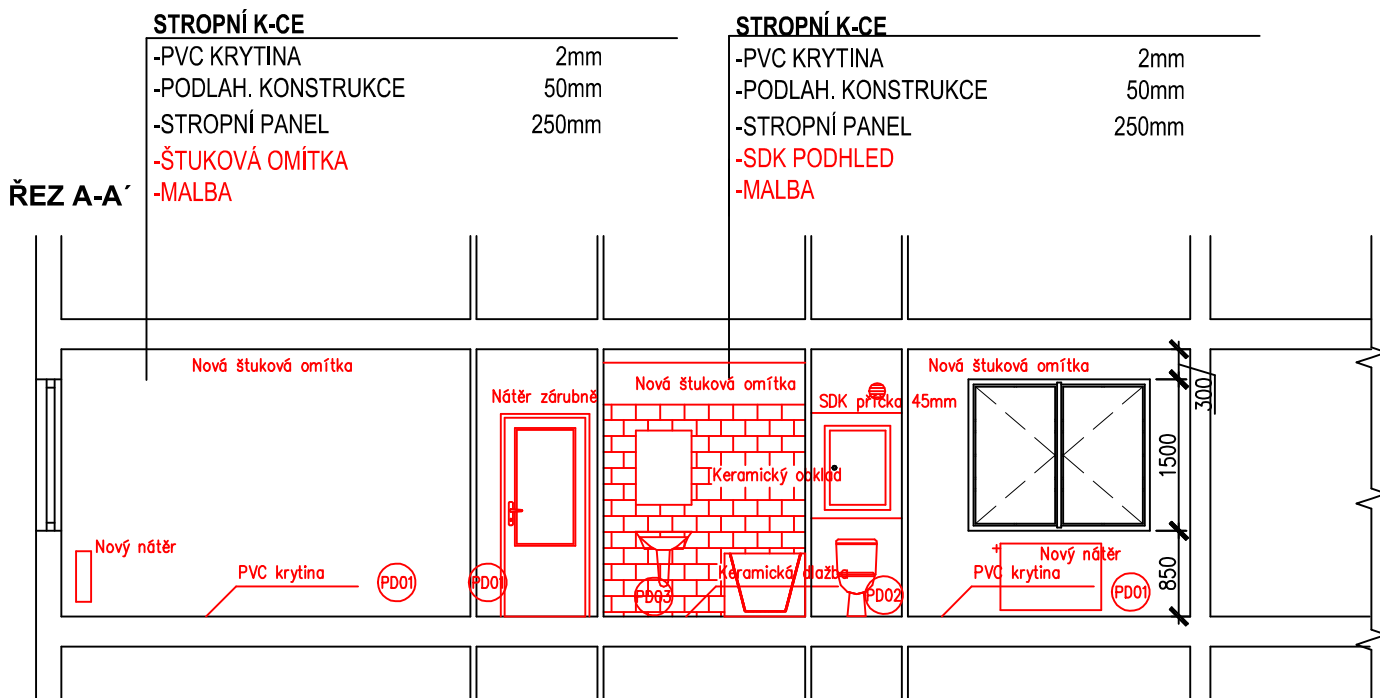 STROPNÍ K-CE
-PVC KRYTINA 2mm
-PODLAH. KONSTRUKCE 50mm
-STROPNÍ PANEL 250mm
-ŠTUKOVÁ OMÍTKA
-MALBA
STROPNÍ K-CE
-PVC KRYTINA 2mm
-PODLAH. KONSTRUKCE 50mm
-STROPNÍ PANEL 250mm
-SDK PODHLED
-MALBA
ŘEZ A-A´
Nová štuková omítka
Nová štuková omítka
Nová štuková omítka
Nátěr zárubně
SDK příčka 45mm
300
1500
Keramický obklad
Nový nátěr
Nový nátěr
PVC krytina
PD01
PD01
Keramická dlažba
PD03
PD02
PVC krytina
PD01
850